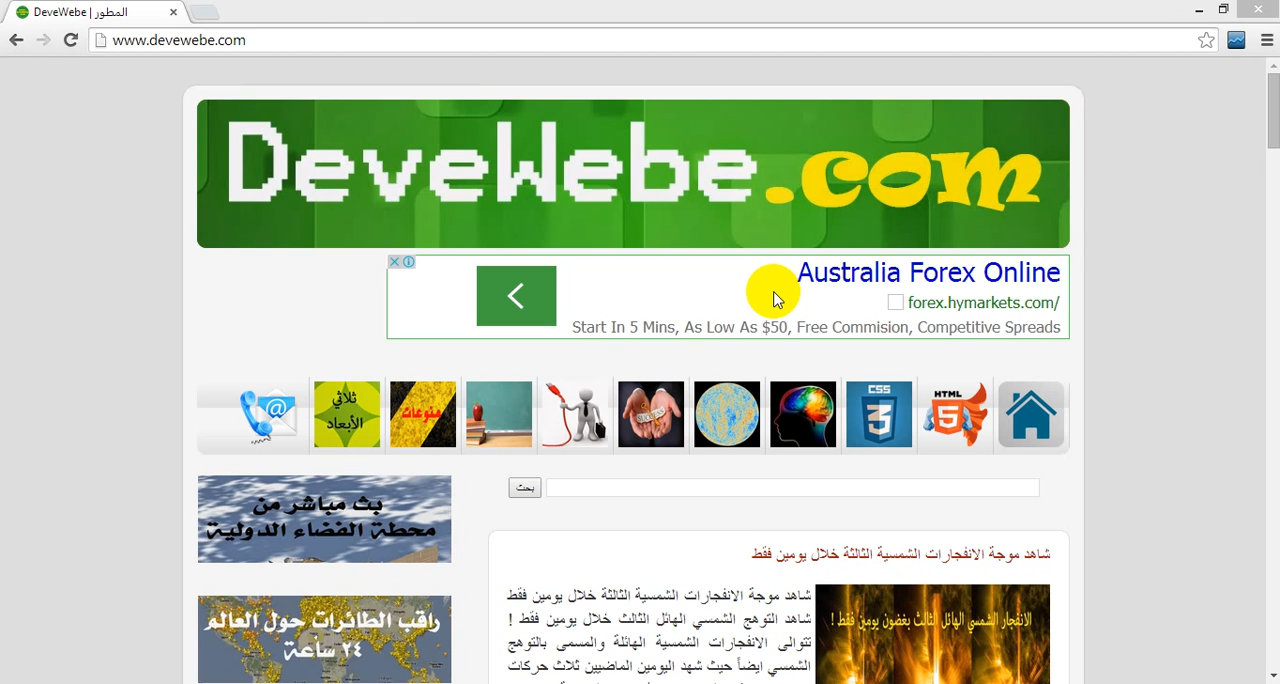 DeveWebe | المطور
www.devewebe.com
DeveWebe.com
Australia Forex Online
forex.hymarkets.com/
Start In 5 Mins, As Low As $50, Free Commision, Competitive Spreads
@
ثلاثي
الأبعاد
منوعات
SUCCESS
CSS
3
HTML
5
بث مباشر من
محطة الفضاء الدولية
بحث
شاهد موجة الانفجارات الشمسية الثالثة خلال يومين فقط
راقب الطائرات حول العالم
٢٤ ساعة
شاهد موجة الانفجارات الشمسية الثالثة خلال يومين فقط
شاهد التوهج الشمسي الهائل الثالث خلال يومين فقط !
تتوالى الانفجارات الشمسية الهائلة والمسمى بالتوهج
الشمسي ايضاً حيث شهد اليومين الماضيين ثلاث حركات
الانفجار الشمسي الهائل الثالث بغضون يومين فقط !